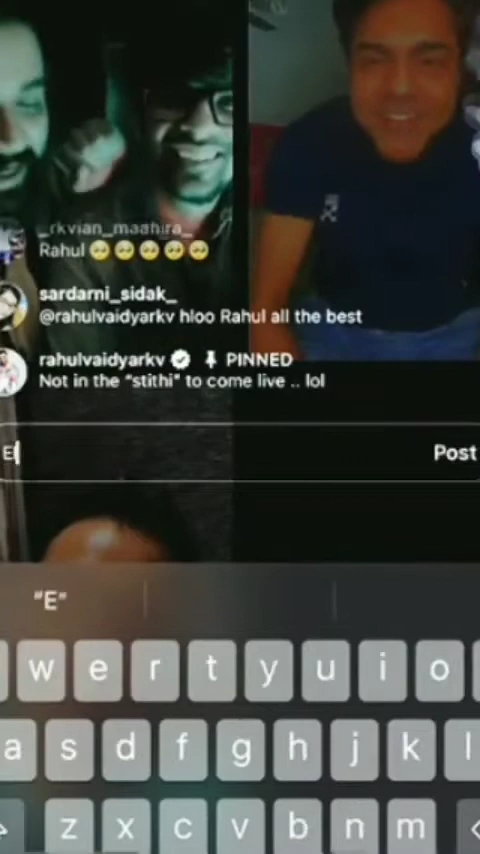 _rkvian_maahira_
Rahul 🥺🥺🥺🥺🥺
sardarni_sidak_
@rahulvaidyarkv hloo Rahul all the best
rahulvaidyarkv PINNED
Not in the "stithi" to come live .. lol
E
Post
"E"
w e r t y u i o
a s d f g h j k l
z x c v b n m